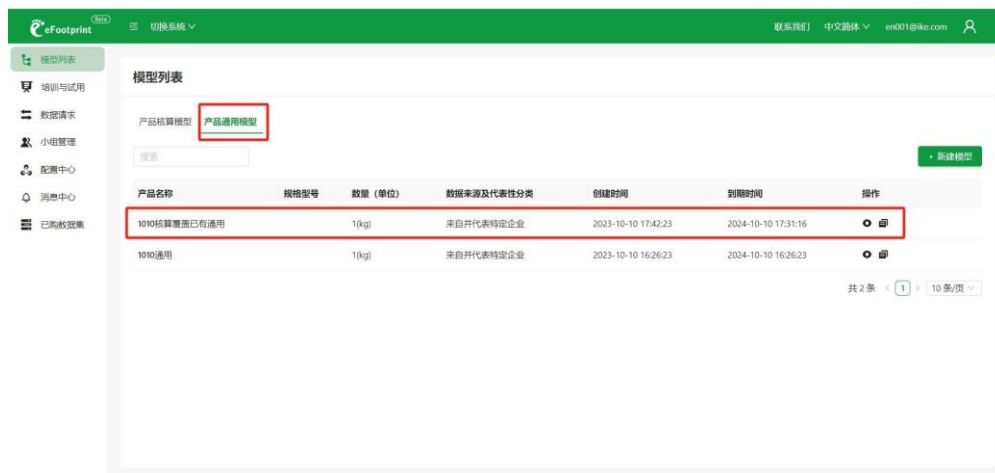 eFootprint Beta 切换系统 联系我们 中文简体 en001@ike.com
模型列表
培训与试用
数据请求
小组管理
配置中心
消息中心
已购数据集
模型列表
产品核算模型 产品通用模型
搜索 + 新建模型
产品名称 规格型号 数量（单位） 数据来源及代表性分类 创建时间 到期时间 操作
1010核算覆盖已有通用 1(kg) 来自并代表特定企业 2023-10-10 17:42:23 2024-10-10 17:31:16
1010通用 1(kg) 来自并代表特定企业 2023-10-10 16:26:23 2024-10-10 16:26:23
共 2 条 < 1 > 10 条/页